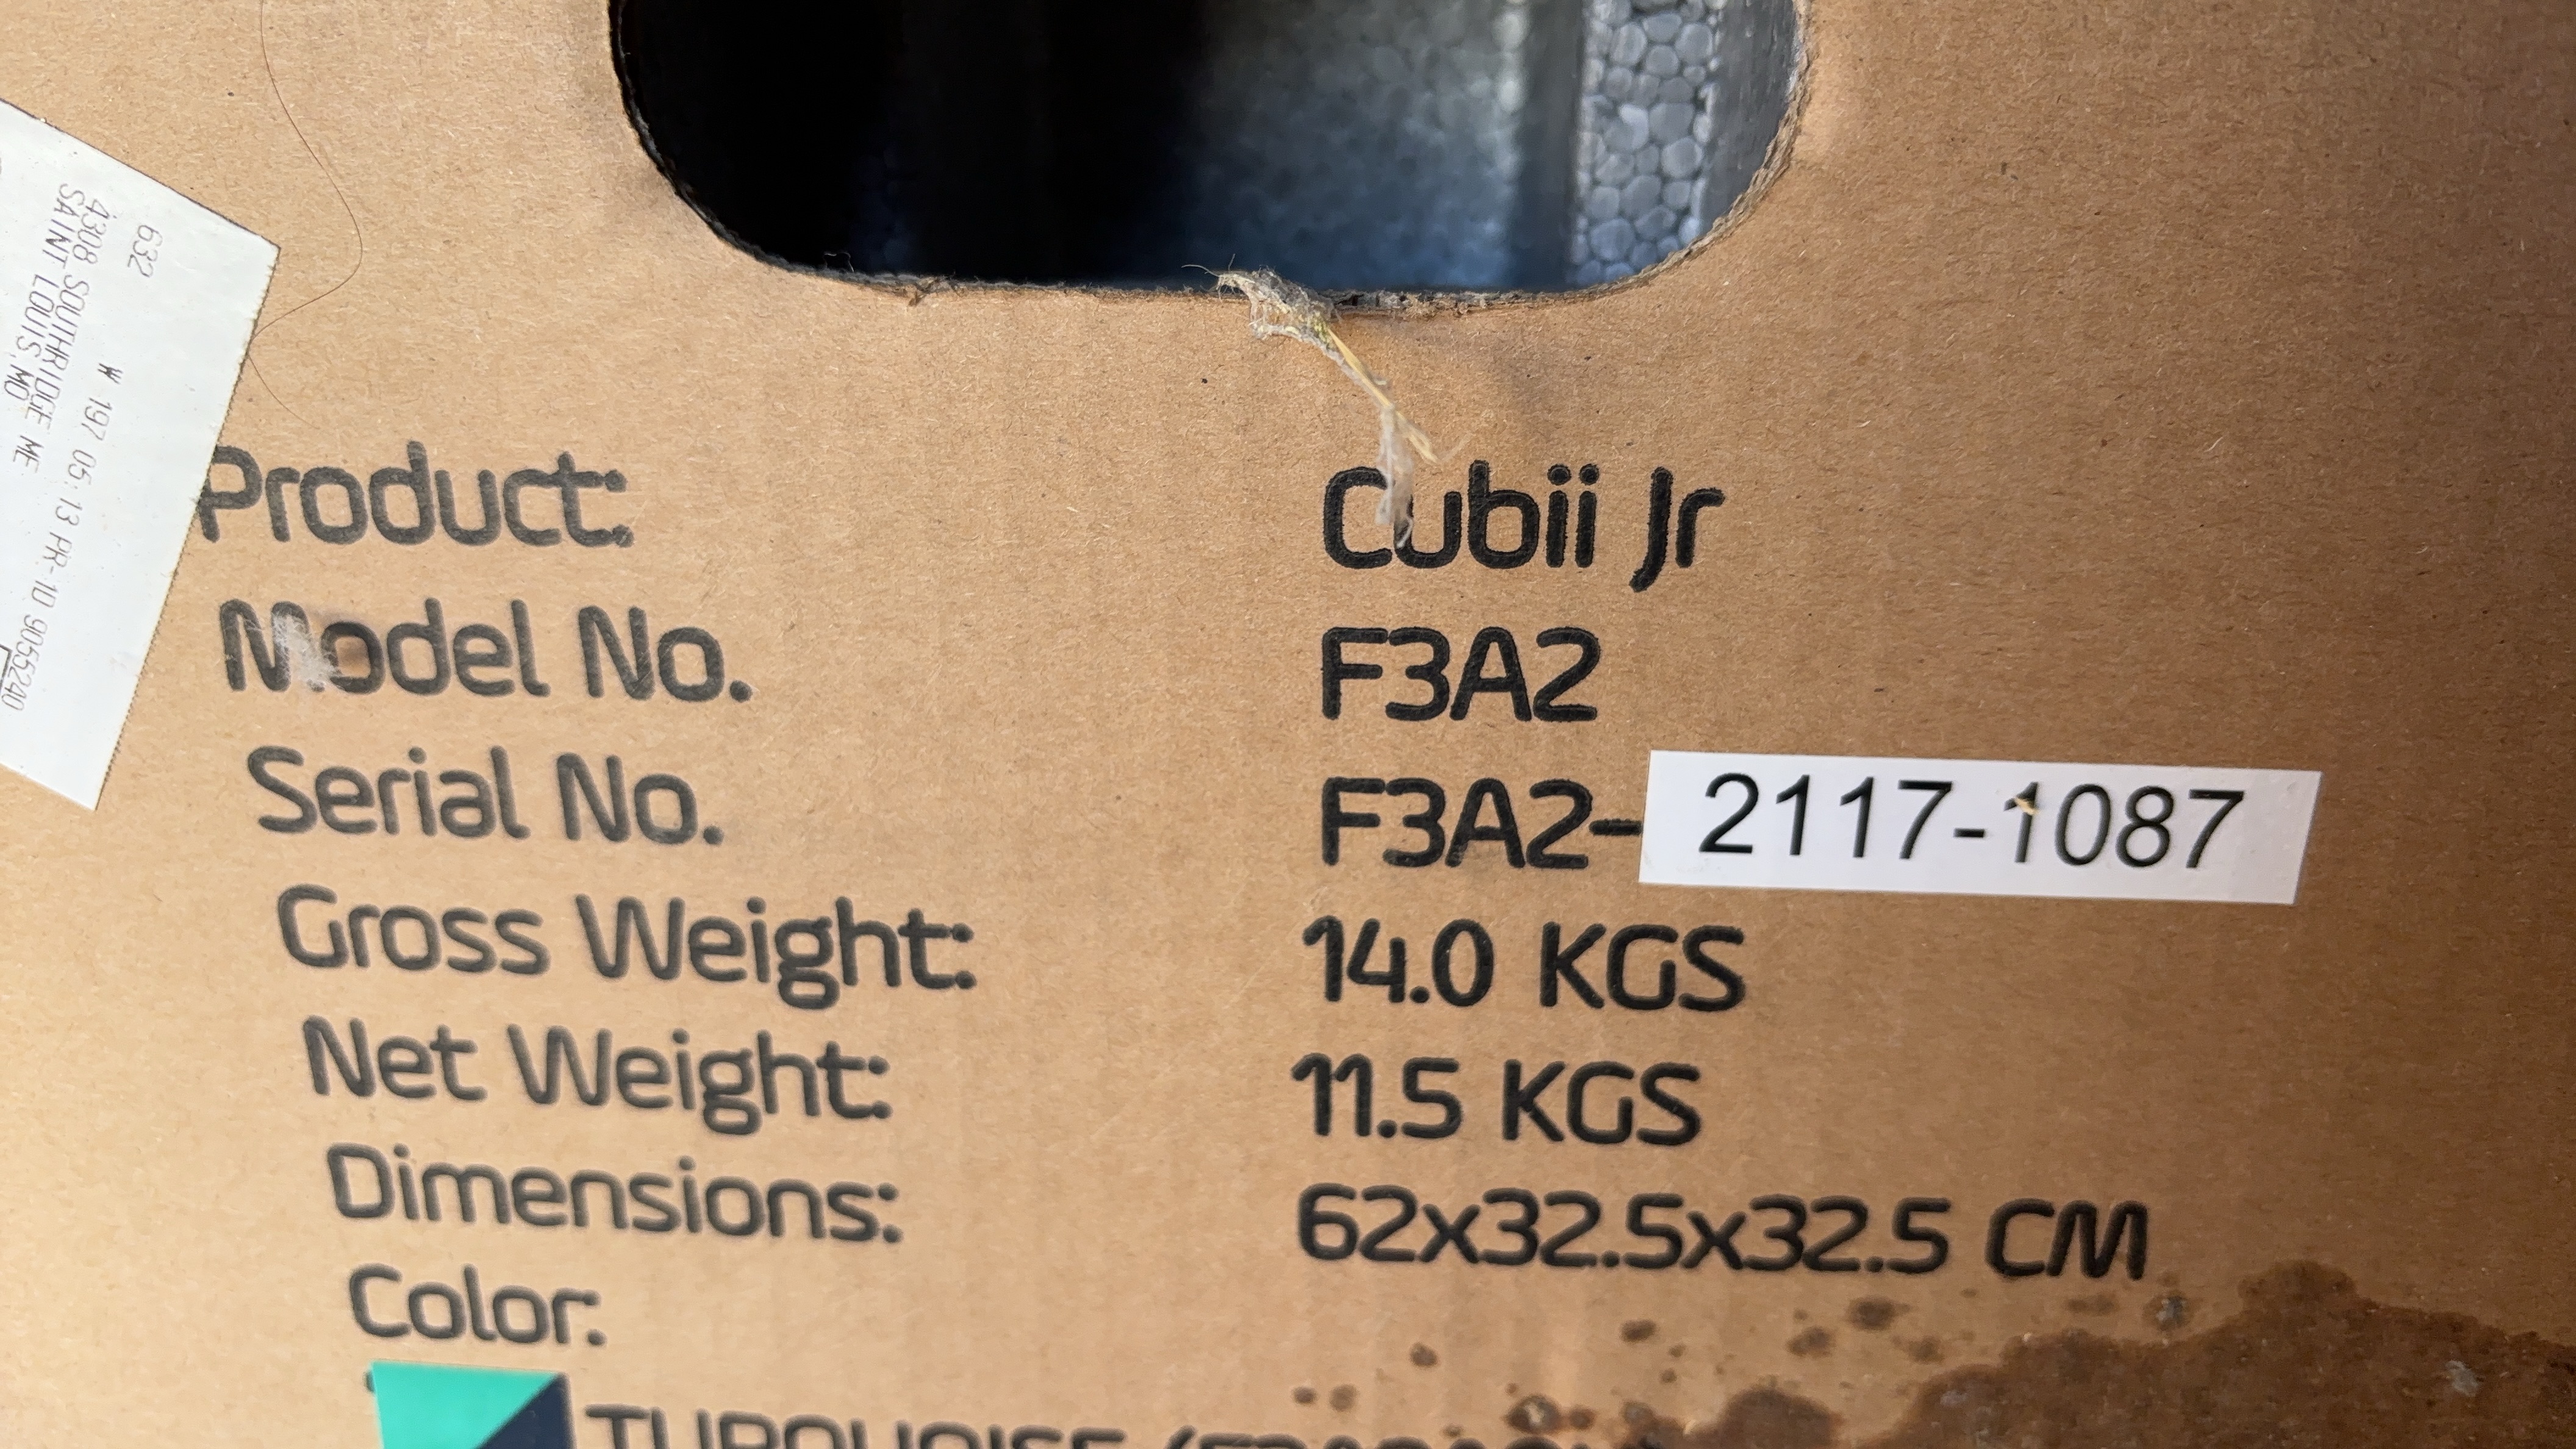 632
4308 SOUTHRIDGE ME
SAINT LOUIS, MO
W 197 05.13 PR-10 9055240
Product: Cubii Jr
Model No. F3A2
Serial No. F3A2-2117-1087
Gross Weight: 14.0 KGS
Net Weight: 11.5 KGS
Dimensions: 62x32.5x32.5 CM
Color:
TURQUOISE